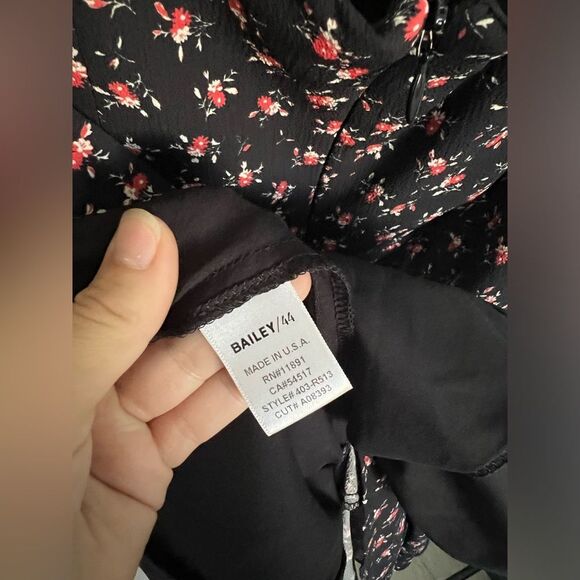 BAILEY/44
MADE IN U.S.A.
RN#11891
CA#54517
STYLE# 403-R513
CUT# A08393